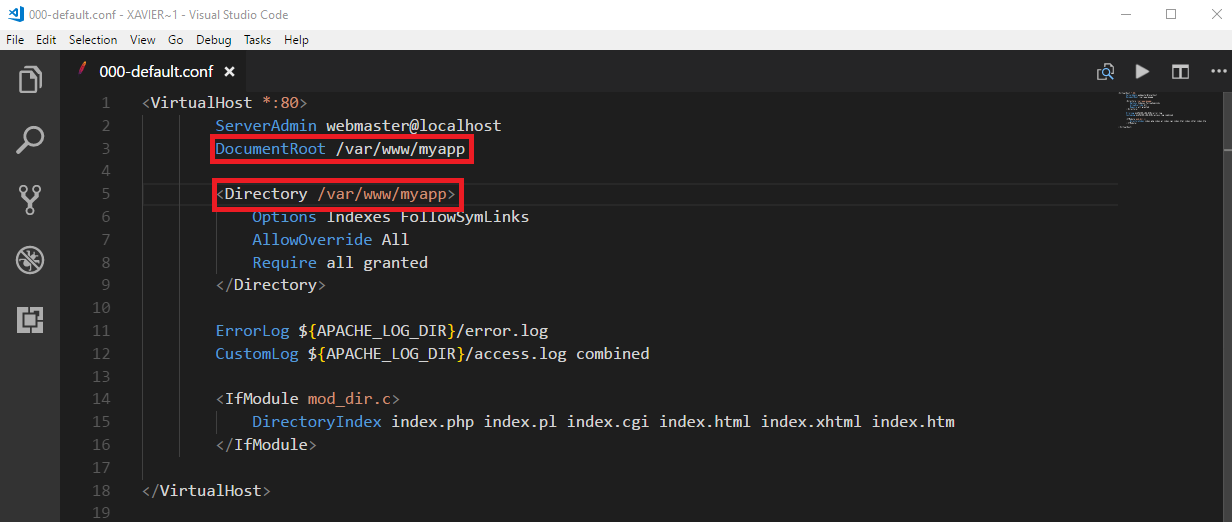 000-default.conf - XAVIER~1 - Visual Studio Code
File Edit Selection View Go Debug Tasks Help
000-default.conf ×
1 <VirtualHost *:80>
2 ServerAdmin webmaster@localhost
3 DocumentRoot /var/www/myapp
4
5 <Directory /var/www/myapp>
6 Options Indexes FollowSymLinks
7 AllowOverride All
8 Require all granted
9 </Directory>
10
11 ErrorLog ${APACHE_LOG_DIR}/error.log
12 CustomLog ${APACHE_LOG_DIR}/access.log combined
13
14 <IfModule mod_dir.c>
15 DirectoryIndex index.php index.pl index.cgi index.html index.xhtml index.htm
16 </IfModule>
17
18 </VirtualHost>
19